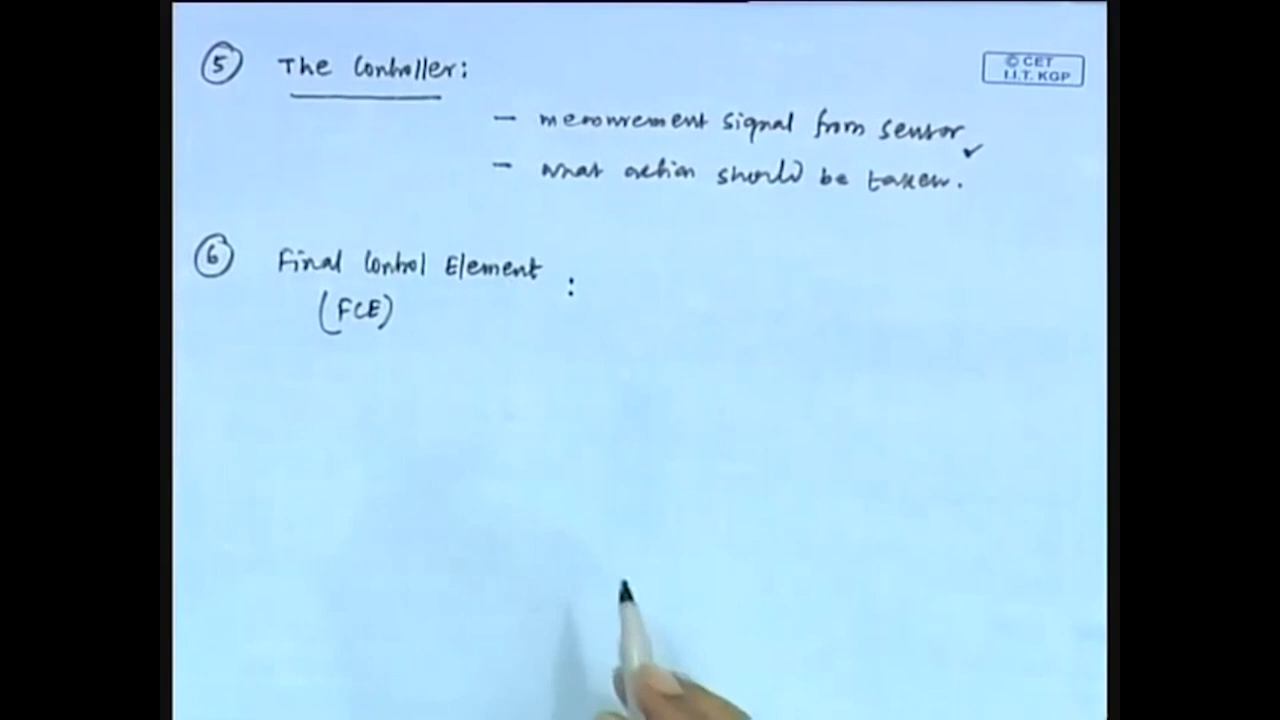 5 The Controller:
© CET
I.I.T. KGP
- measurement signal from sensor ✓
- what action should be taken.
6 Final Control Element :
(FCE)